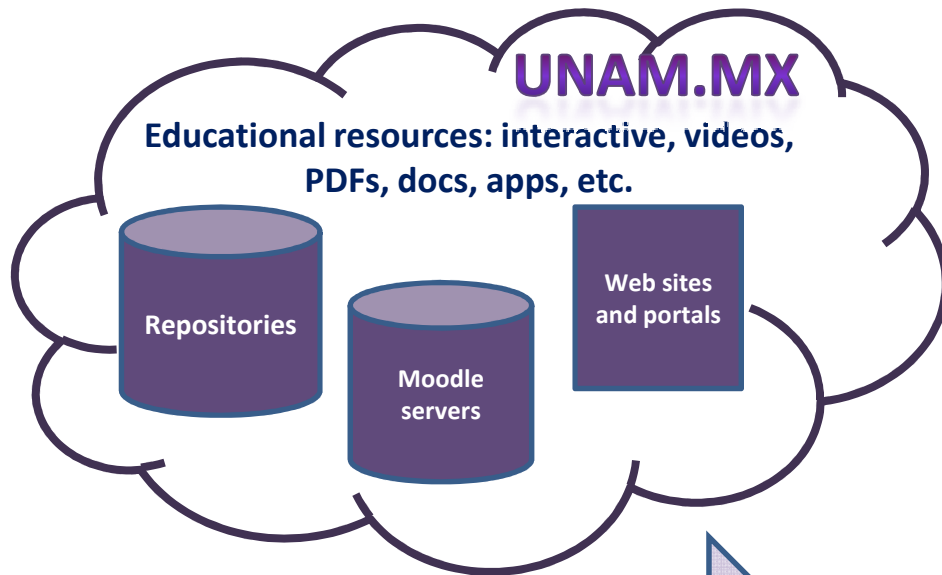 UNAM.MX
Educational resources: interactive, videos,
PDFs, docs, apps, etc.
Repositories
Moodle
servers
Web sites
and portals